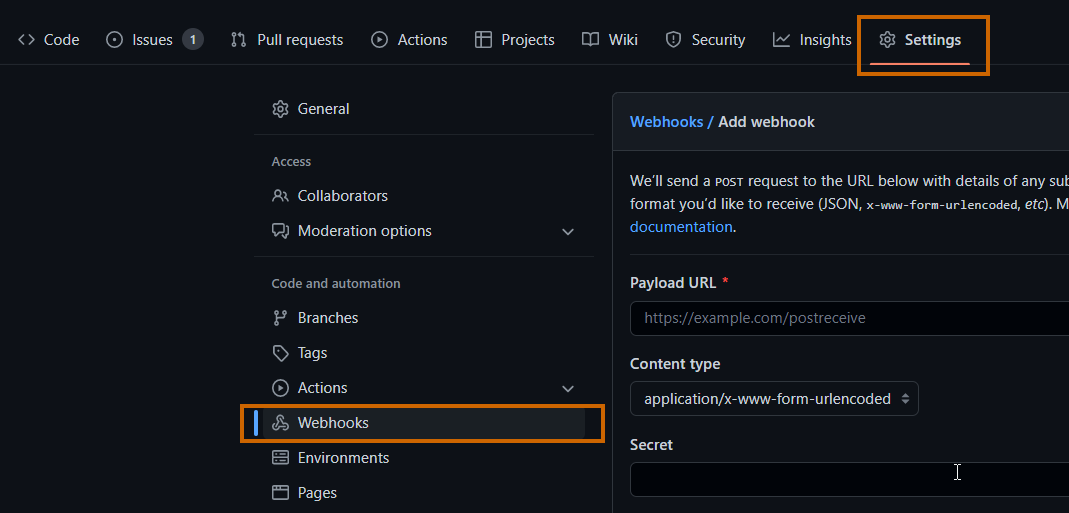 Code Issues 1 Pull requests Actions Projects Wiki Security Insights Settings
General
Access
Collaborators
Moderation options
Code and automation
Branches
Tags
Actions
Webhooks
Environments
Pages
Webhooks / Add webhook
We’ll send a POST request to the URL below with details of any sub
format you’d like to receive (JSON, x-www-form-urlencoded, etc). M
documentation.
Payload URL *
https://example.com/postreceive
Content type
application/x-www-form-urlencoded
Secret